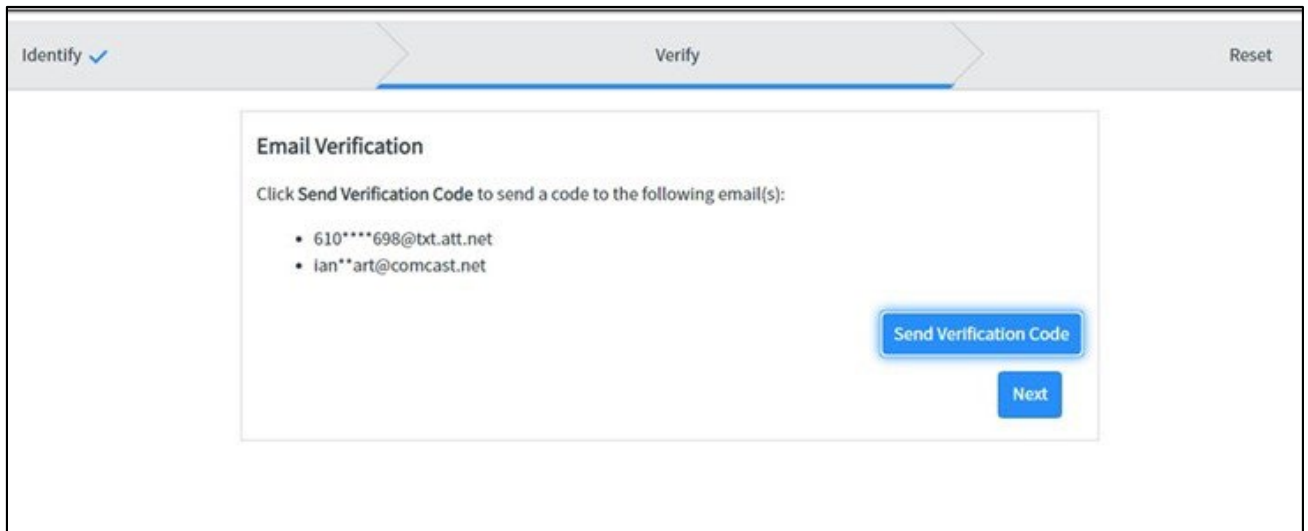 Identify
Verify
Reset
Email Verification
Click Send Verification Code to send a code to the following email(s):
• 610****698@txt.att.net
• ian**art@comcast.net
Send Verification Code
Next